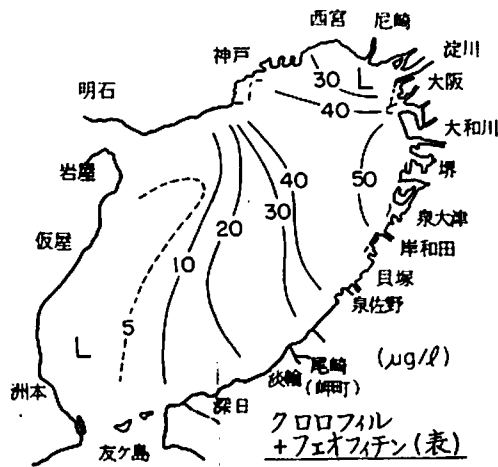 西宮
尼崎
淀川
神戸
大阪
明石
大和川
岩屋
堺
仮屋
泉大津
岸和田
貝塚
泉佐野
洲本
尾崎
(岬町)
淡輪
深日
友ケ島
30
L
40
50
40
30
20
10
5
L
(μg/l)
クロロフィル
+フェオフィチン(表)